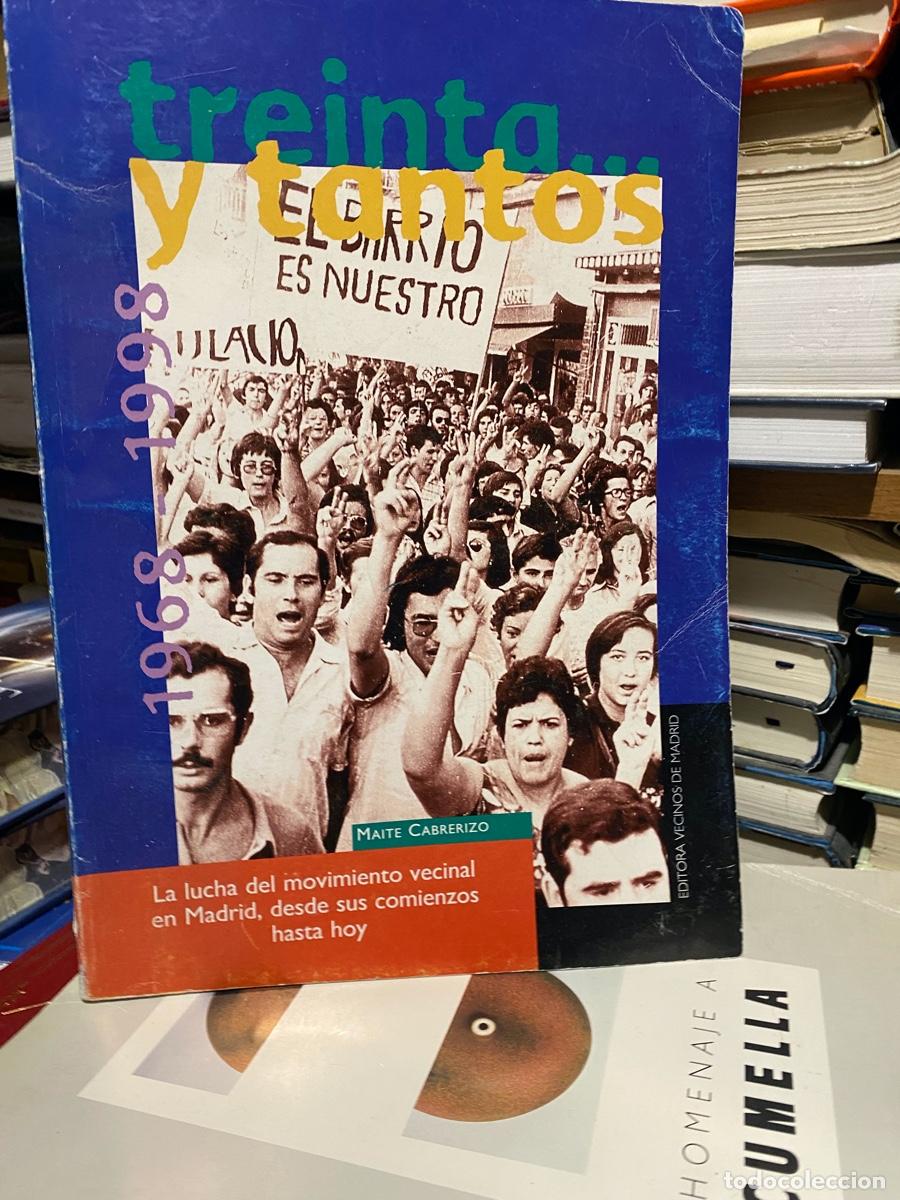 treinta...
y tantos
EL BARRIO
ES NUESTRO
1968 - 1998
MAITE CABRERIZO
La lucha del movimiento vecinal
en Madrid, desde sus comienzos
hasta hoy
EDITORA VECINOS DE MADRID
HOMENAJE A
UMELLA
todocoleccion